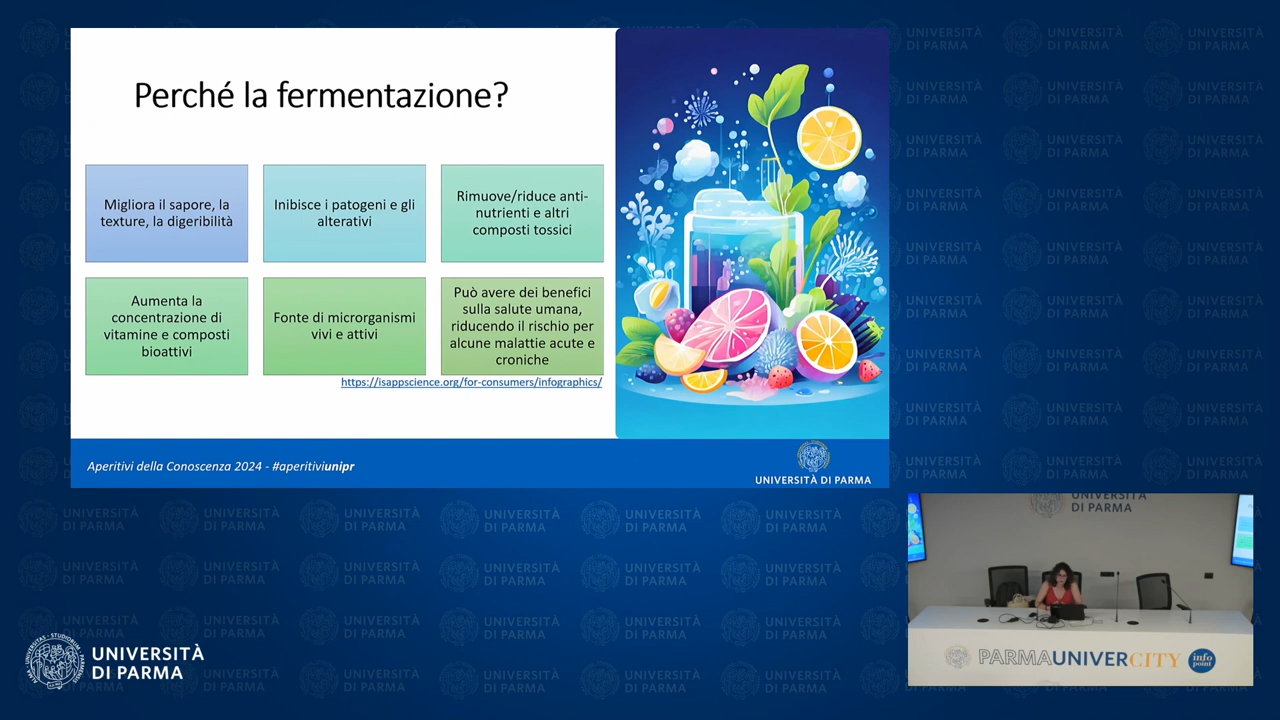 Perché la fermentazione?
Migliora il sapore, la
texture, la digeribilità
Inibisce i patogeni e gli
alterativi
Rimuove/riduce anti-
nutrienti e altri
composti tossici
Aumenta la
concentrazione di
vitamine e composti
bioattivi
Fonte di microrganismi
vivi e attivi
Può avere dei benefici
sulla salute umana,
riducendo il rischio per
alcune malattie acute e
croniche
https://isappscience.org/for-consumers/infographics/
Aperitivi della Conoscenza 2024 - #aperitiviunipr
UNIVERSITÀ DI PARMA
UNIVERSITÀ
DI PARMA
PARMAUNIVERCITY
info
point
UNIVERSITÀ
DI PARMA